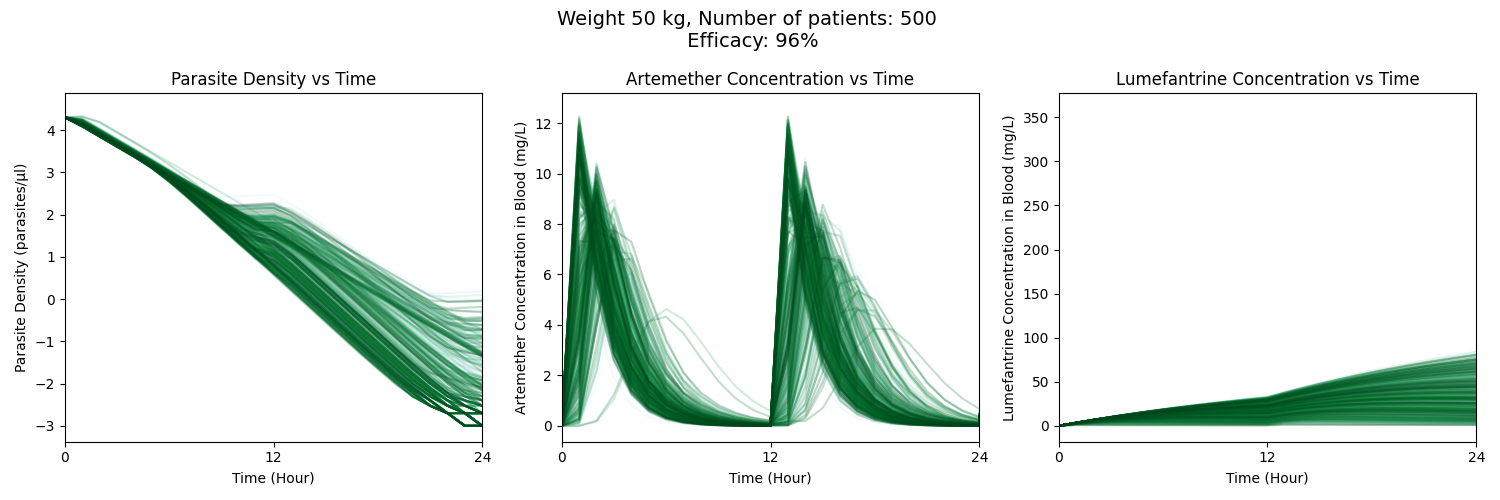 Weight 50 kg, Number of patients: 500
Efficacy: 96%
Parasite Density vs Time
Parasite Density (parasites/µl)
4
3
2
1
0
−1
−2
−3
0
12
24
Time (Hour)
Artemether Concentration vs Time
Artemether Concentration in Blood (mg/L)
12
10
8
6
4
2
0
0
12
24
Time (Hour)
Lumefantrine Concentration vs Time
Lumefantrine Concentration in Blood (mg/L)
350
300
250
200
150
100
50
0
0
12
24
Time (Hour)